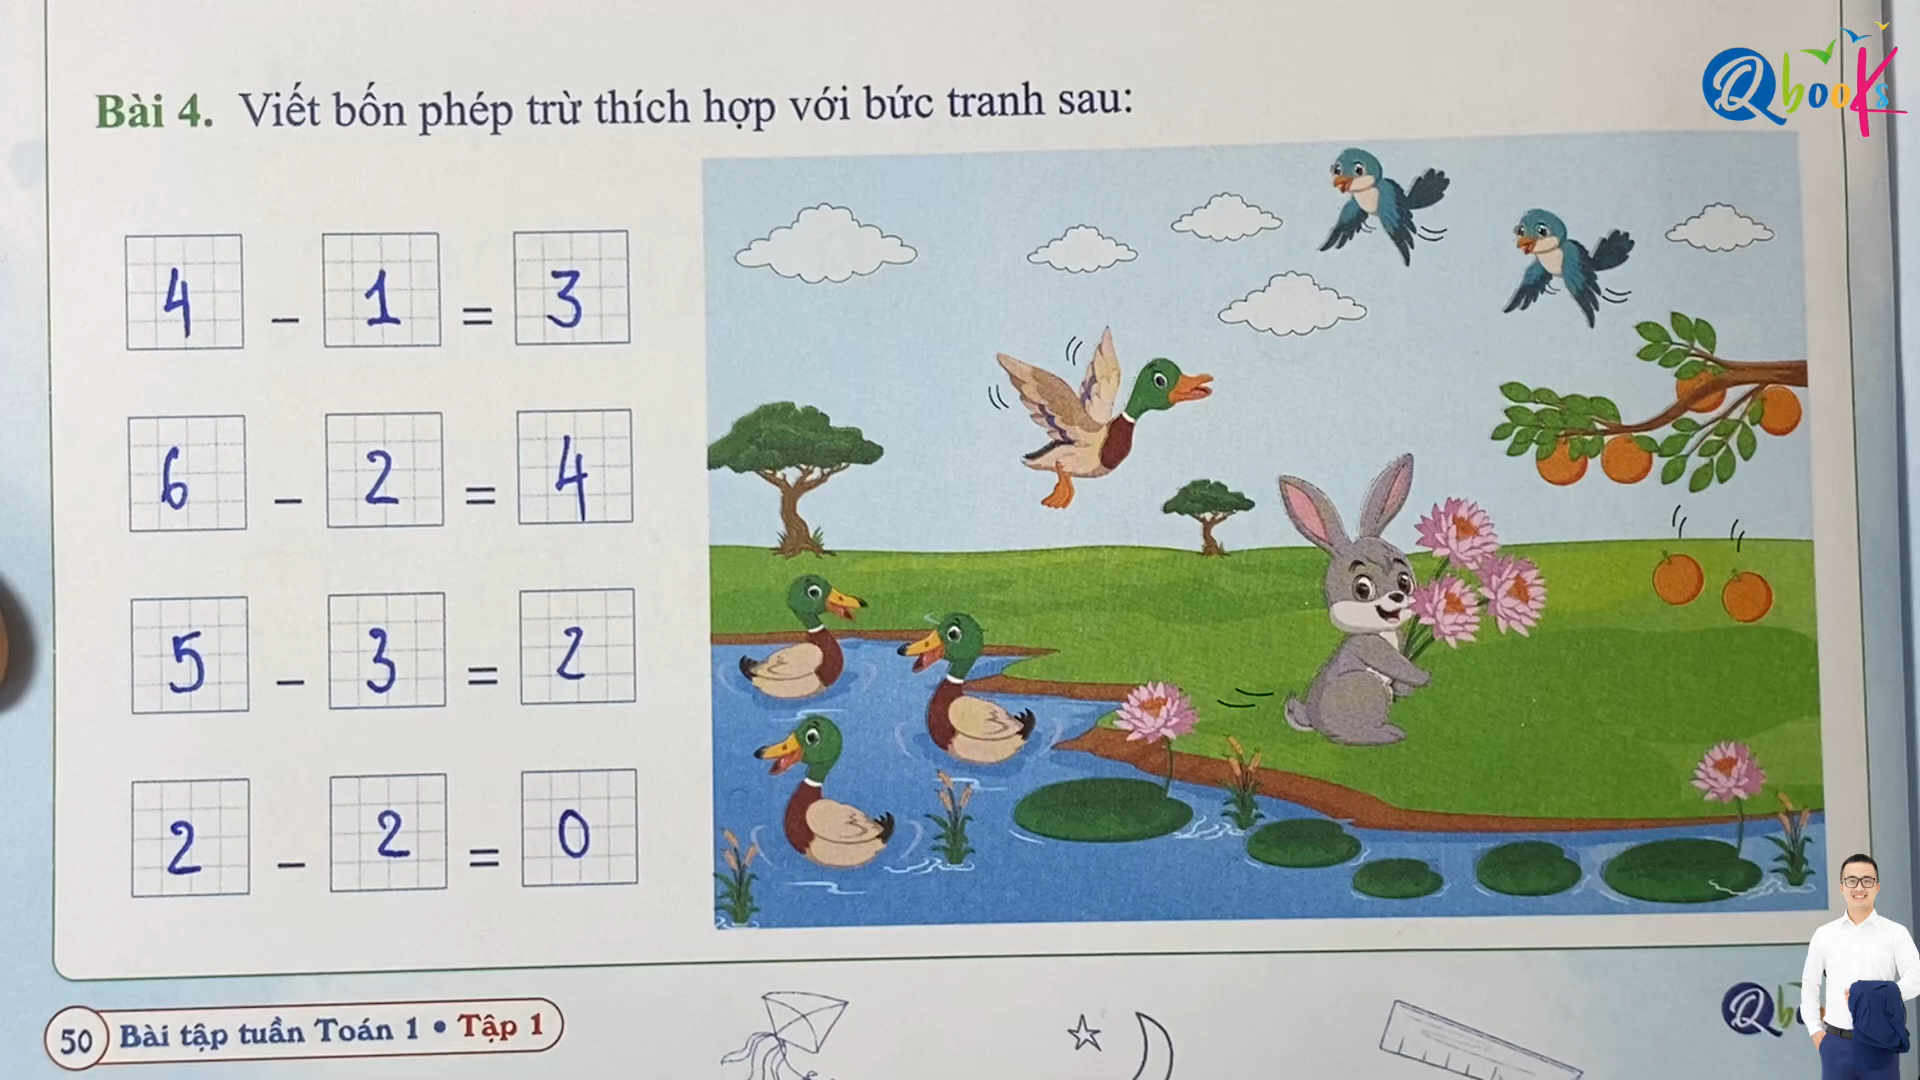 Qbooks
Bài 4. Viết bốn phép trừ thích hợp với bức tranh sau:
4 - 1 = 3
6 - 2 = 4
5 - 3 = 2
2 - 2 = 0
50 Bài tập tuần Toán 1 • Tập 1